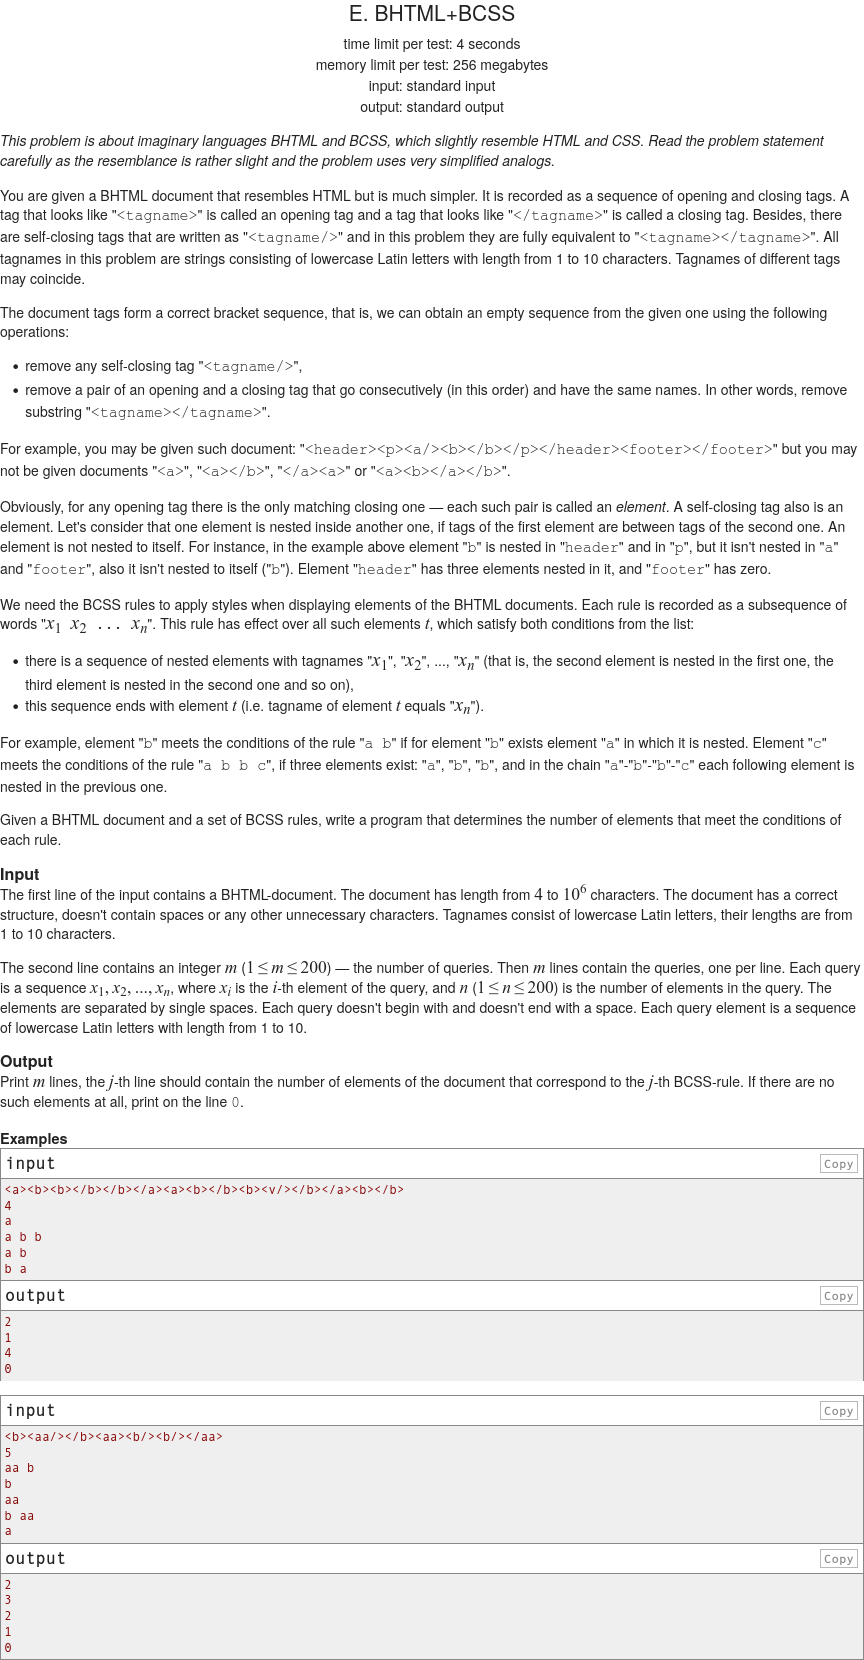 E. BHTML+BCSS
time limit per test: 4 seconds
memory limit per test: 256 megabytes
input: standard input
output: standard output
This problem is about imaginary languages BHTML and BCSS, which slightly resemble HTML and CSS. Read the problem statement
carefully as the resemblance is rather slight and the problem uses very simplified analogs.
You are given a BHTML document that resembles HTML but is much simpler. It is recorded as a sequence of opening and closing tags. A
tag that looks like "<tagname>" is called an opening tag and a tag that looks like "</tagname>" is called a closing tag. Besides, there
are self-closing tags that are written as "<tagname/>" and in this problem they are fully equivalent to "<tagname></tagname>". All
tagnames in this problem are strings consisting of lowercase Latin letters with length from 1 to 10 characters. Tagnames of different tags
may coincide.
The document tags form a correct bracket sequence, that is, we can obtain an empty sequence from the given one using the following
operations:
• remove any self-closing tag "<tagname/>",
• remove a pair of an opening and a closing tag that go consecutively (in this order) and have the same names. In other words, remove
substring "<tagname></tagname>".
For example, you may be given such document: "<header><p><a/><b></b></p></header><footer></footer>" but you may
not be given documents "<a>", "<a></b>", "</a><a>" or "<a><b></a></b>".
Obviously, for any opening tag there is the only matching closing one — each such pair is called an element. A self-closing tag also is an
element. Let's consider that one element is nested inside another one, if tags of the first element are between tags of the second one. An
element is not nested to itself. For instance, in the example above element "b" is nested in "header" and in "p", but it isn't nested in "a"
and "footer", also it isn't nested to itself ("b"). Element "header" has three elements nested in it, and "footer" has zero.
We need the BCSS rules to apply styles when displaying elements of the BHTML documents. Each rule is recorded as a subsequence of
words "x1 x2 ... xn". This rule has effect over all such elements t, which satisfy both conditions from the list:
• there is a sequence of nested elements with tagnames "x1", "x2", ..., "xn" (that is, the second element is nested in the first one, the
third element is nested in the second one and so on),
• this sequence ends with element t (i.e. tagname of element t equals "xn").
For example, element "b" meets the conditions of the rule "a b" if for element "b" exists element "a" in which it is nested. Element "c"
meets the conditions of the rule "a b b c", if three elements exist: "a", "b", "b", and in the chain "a"-"b"-"b"-"c" each following element is
nested in the previous one.
Given a BHTML document and a set of BCSS rules, write a program that determines the number of elements that meet the conditions of
each rule.
Input
The first line of the input contains a BHTML-document. The document has length from 4 to 10^6 characters. The document has a correct
structure, doesn't contain spaces or any other unnecessary characters. Tagnames consist of lowercase Latin letters, their lengths are from
1 to 10 characters.
The second line contains an integer m (1 ≤ m ≤ 200) — the number of queries. Then m lines contain the queries, one per line. Each query
is a sequence x1, x2, ..., xn, where xi is the i-th element of the query, and n (1 ≤ n ≤ 200) is the number of elements in the query. The
elements are separated by single spaces. Each query doesn't begin with and doesn't end with a space. Each query element is a sequence
of lowercase Latin letters with length from 1 to 10.
Output
Print m lines, the j-th line should contain the number of elements of the document that correspond to the j-th BCSS-rule. If there are no
such elements at all, print on the line 0.
Examples
input Copy
<a><b><b></b></b></a><a><b></b><b><v/></b></a><b></b>
4
a
a b b
a b
b a
output Copy
2
1
4
0
input Copy
<b><aa/></b><aa><b/><b/></aa>
5
aa b
b
aa
b aa
a
output Copy
2
3
2
1
0